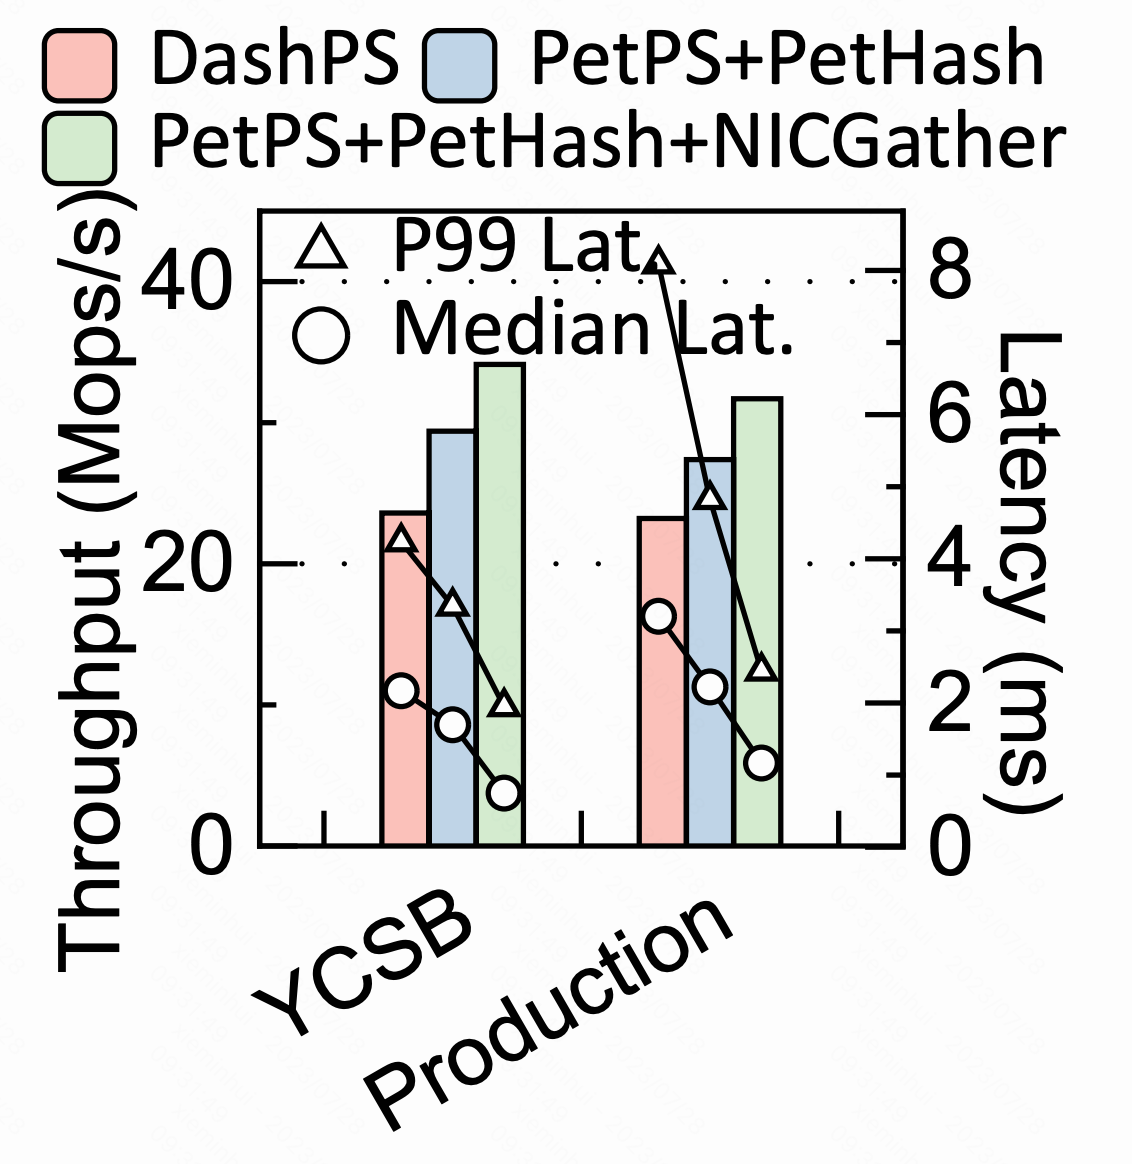 DashPS PetPS+PetHash
PetPS+PetHash+NICGather
P99 Lat.
Median Lat.
Throughput (Mops/s)
40
20
0
8
6
4
2
0
Latency (ms)
YCSB
Production